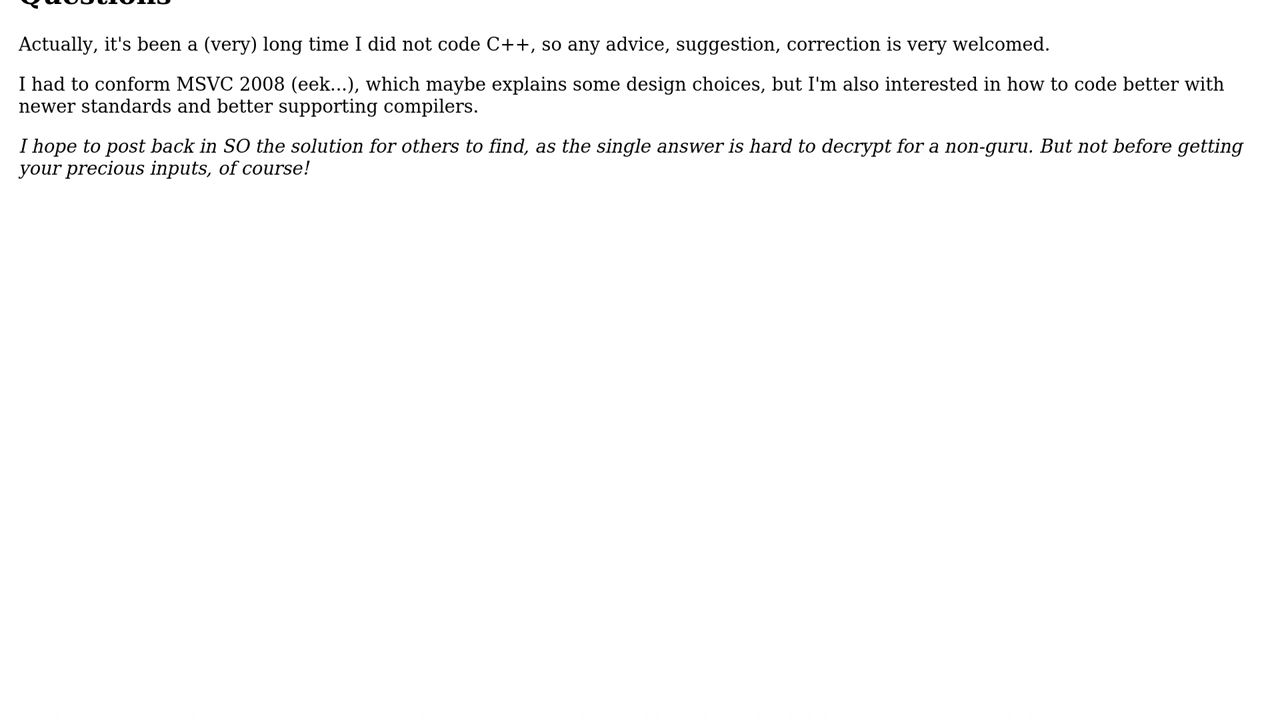 Questions
Actually, it's been a (very) long time I did not code C++, so any advice, suggestion, correction is very welcomed.
I had to conform MSVC 2008 (eek...), which maybe explains some design choices, but I'm also interested in how to code better with
newer standards and better supporting compilers.
I hope to post back in SO the solution for others to find, as the single answer is hard to decrypt for a non-guru. But not before getting
your precious inputs, of course!